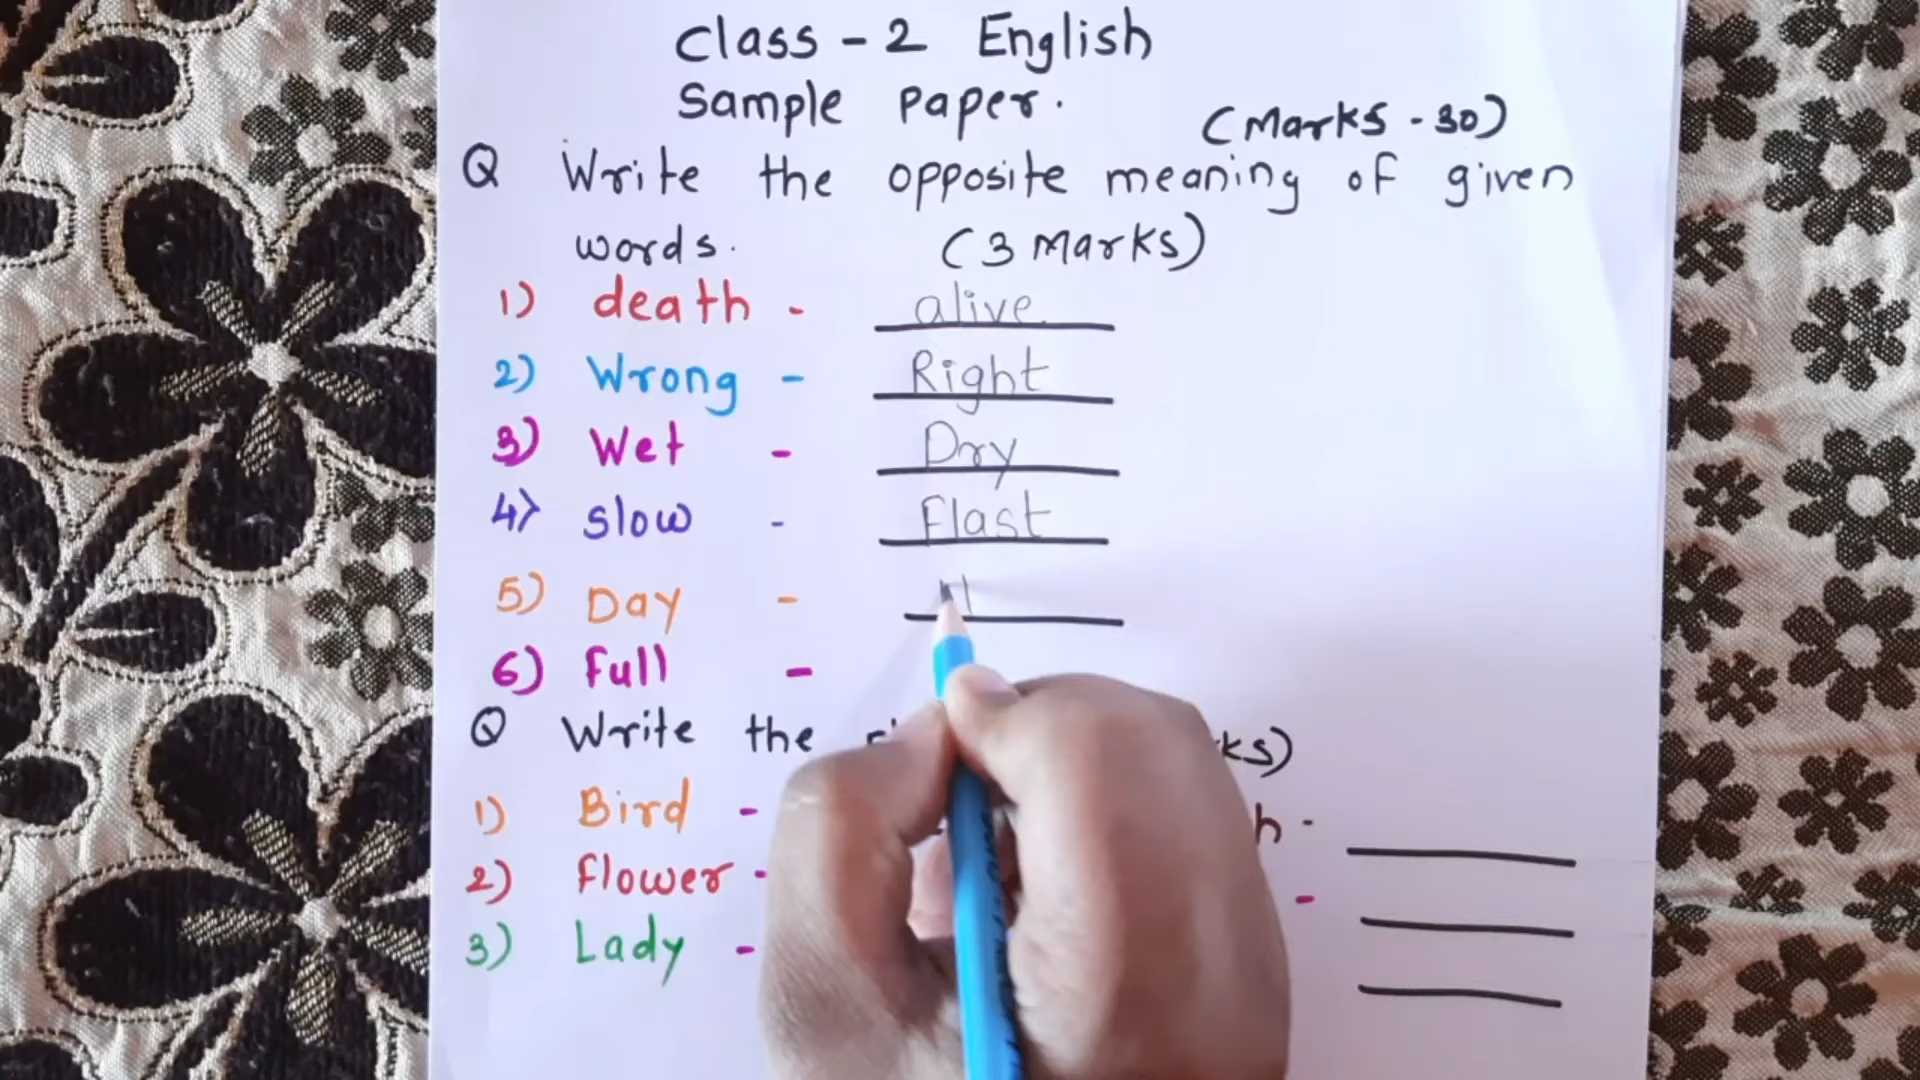 Class - 2 English
Sample Paper.
(Marks - 30)
Q Write the opposite meaning of given
words. (3 Marks)
1) death - alive
2) Wrong - Right
3) Wet - Dry
4) slow - Flast
5) Day -
6) Full -
Q Write the
1) Bird -
2) Flower -
3) Lady -